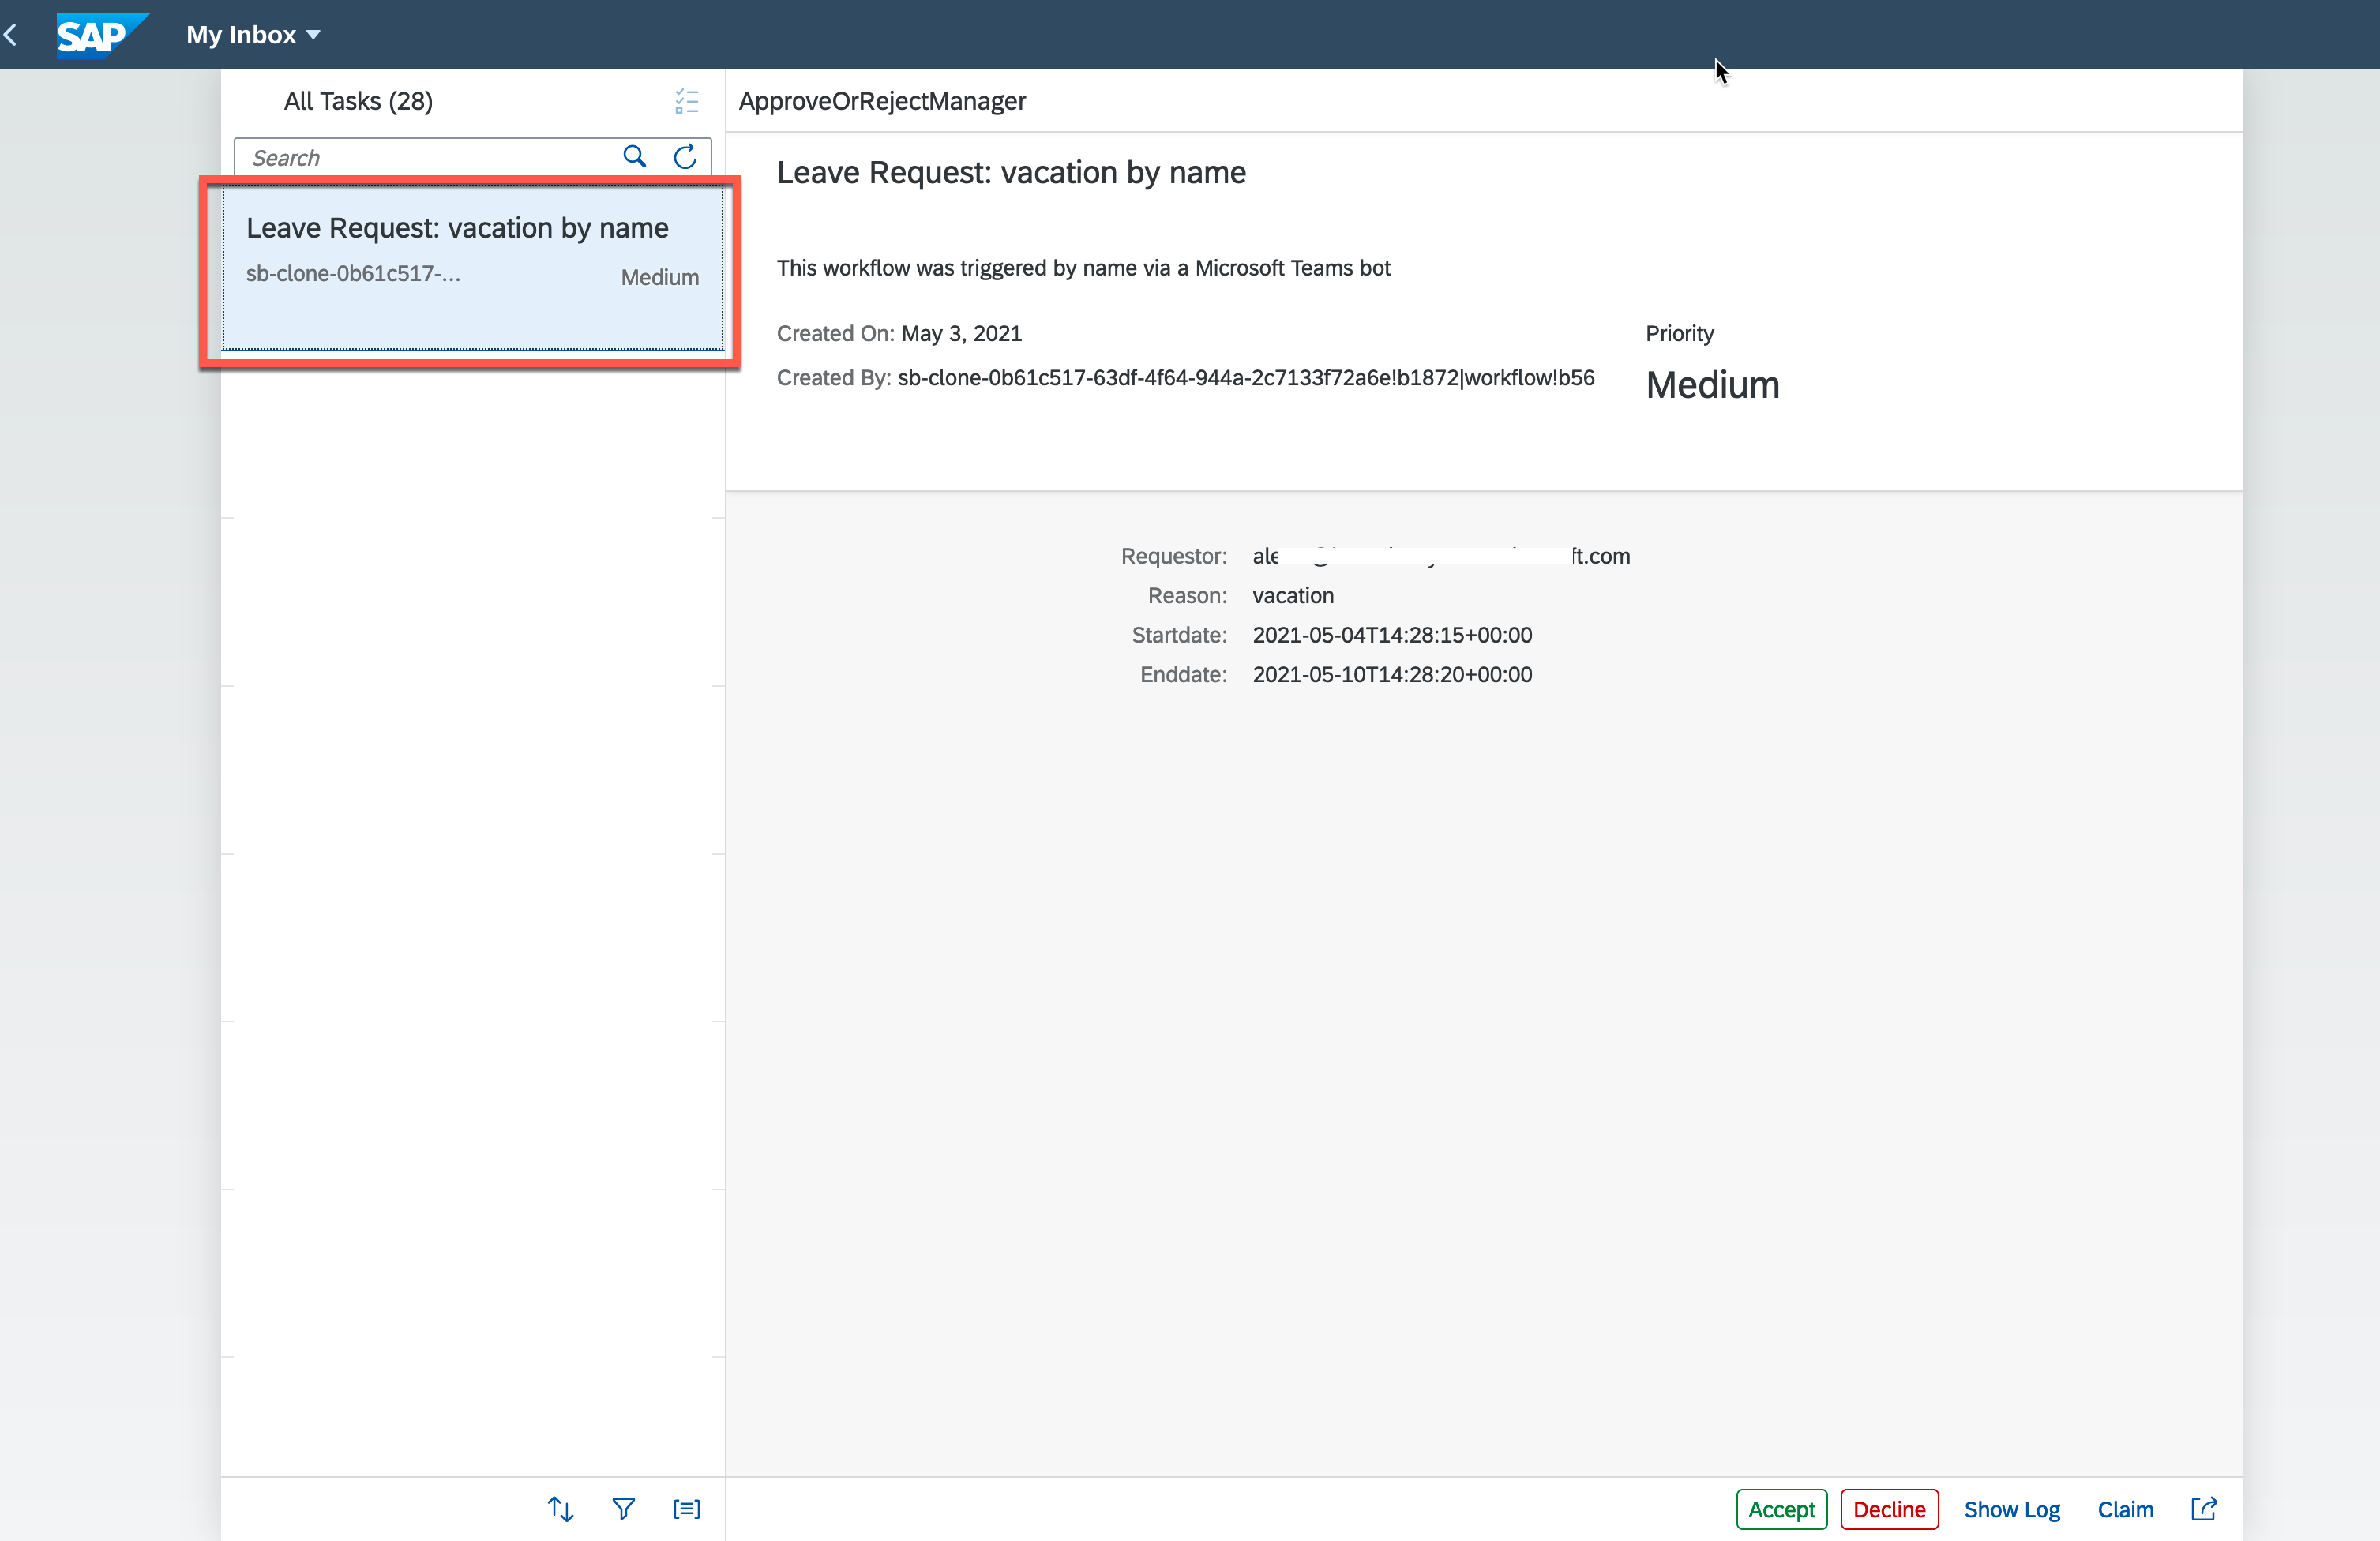 SAP My Inbox
All Tasks (28)
Search
Leave Request: vacation by name
sb-clone-0b61c517-...
Medium
ApproveOrRejectManager
Leave Request: vacation by name
This workflow was triggered by name via a Microsoft Teams bot
Created On: May 3, 2021
Created By: sb-clone-0b61c517-63df-4f64-944a-2c7133f72a6e!b1872|workflow!b56
Priority
Medium
Requestor: ale ft.com
Reason: vacation
Startdate: 2021-05-04T14:28:15+00:00
Enddate: 2021-05-10T14:28:20+00:00
Accept Decline Show Log Claim